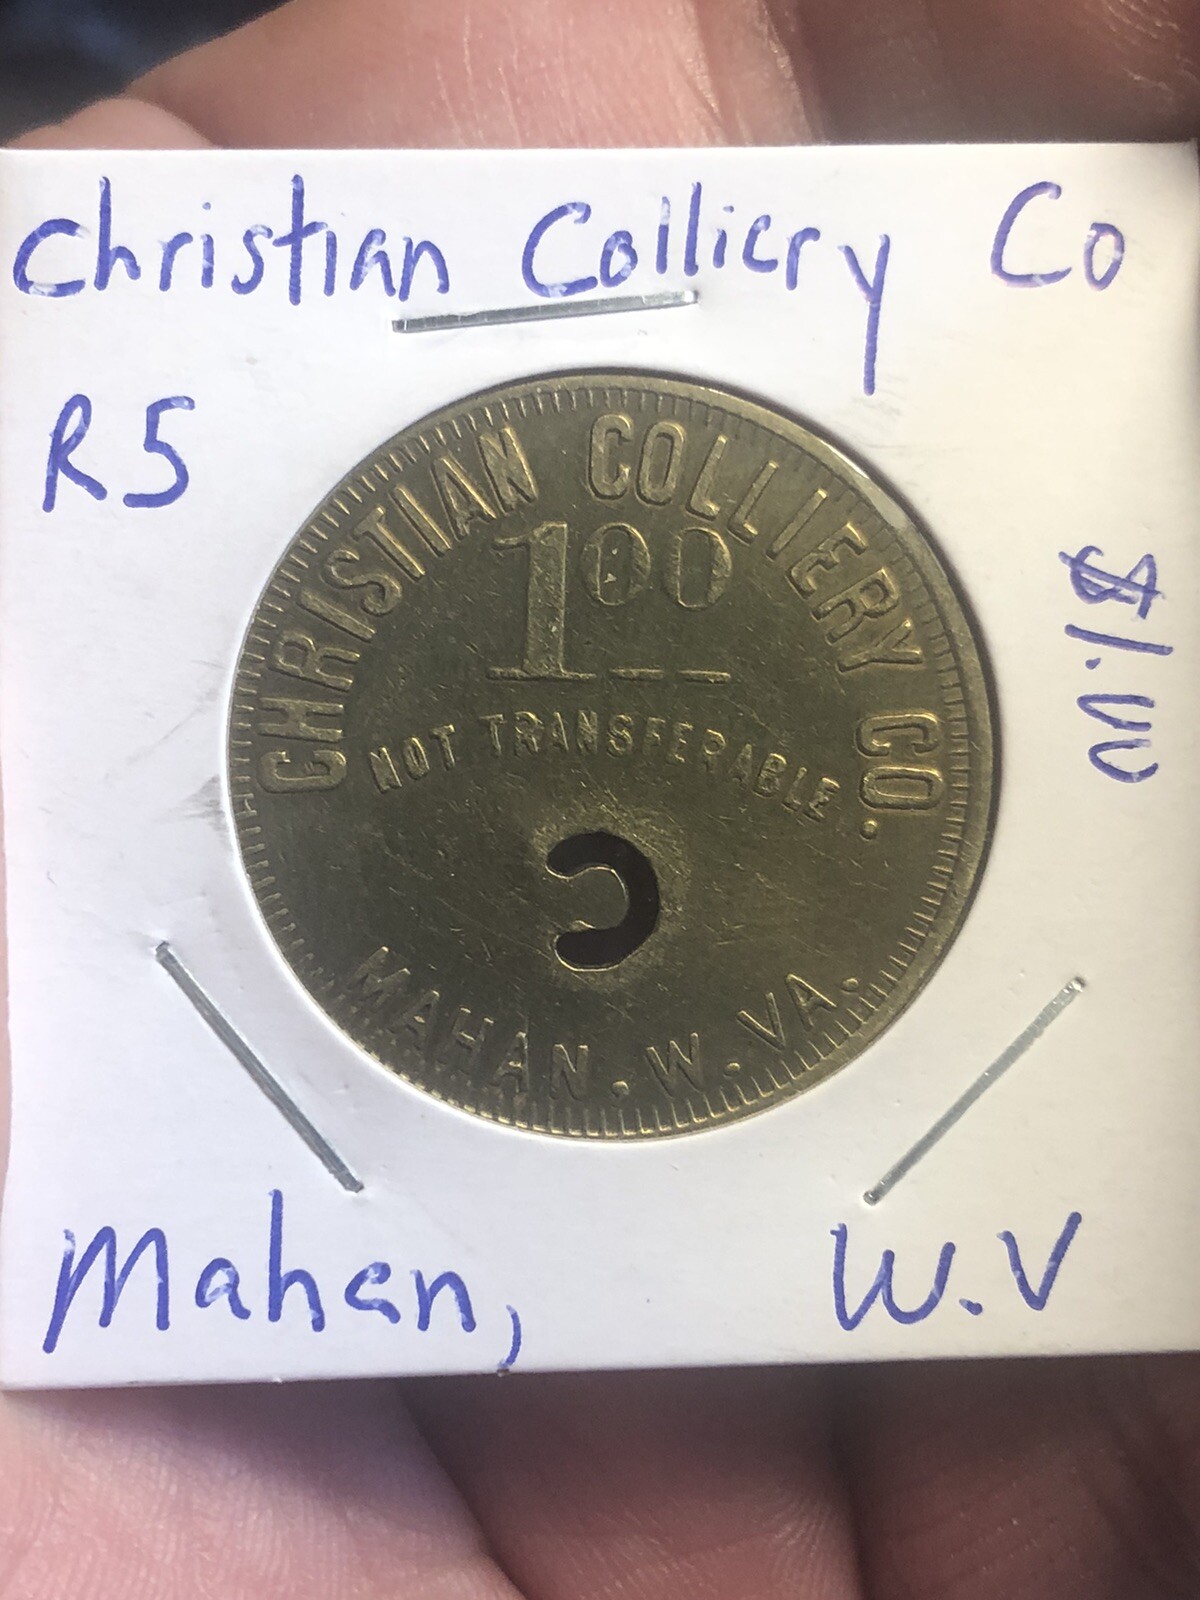 Christian Colliery Co
R5
$1.00
CHRISTIAN COLLIERY CO.
100
NOT TRANSFERABLE
C
MAHAN. W. VA.
Mahan, W.V